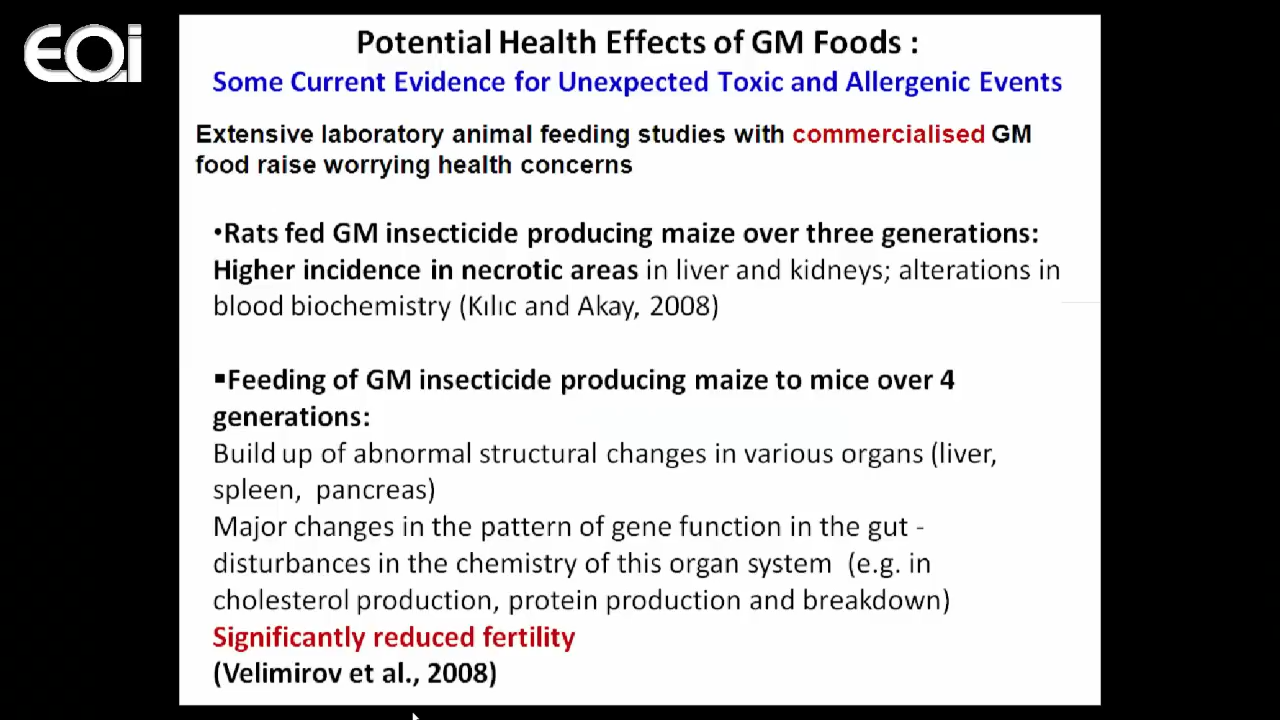 EOi
Potential Health Effects of GM Foods :
Some Current Evidence for Unexpected Toxic and Allergenic Events
Extensive laboratory animal feeding studies with commercialised GM
food raise worrying health concerns
•Rats fed GM insecticide producing maize over three generations:
Higher incidence in necrotic areas in liver and kidneys; alterations in
blood biochemistry (Kılıc and Akay, 2008)
▪Feeding of GM insecticide producing maize to mice over 4
generations:
Build up of abnormal structural changes in various organs (liver,
spleen, pancreas)
Major changes in the pattern of gene function in the gut -
disturbances in the chemistry of this organ system (e.g. in
cholesterol production, protein production and breakdown)
Significantly reduced fertility
(Velimirov et al., 2008)